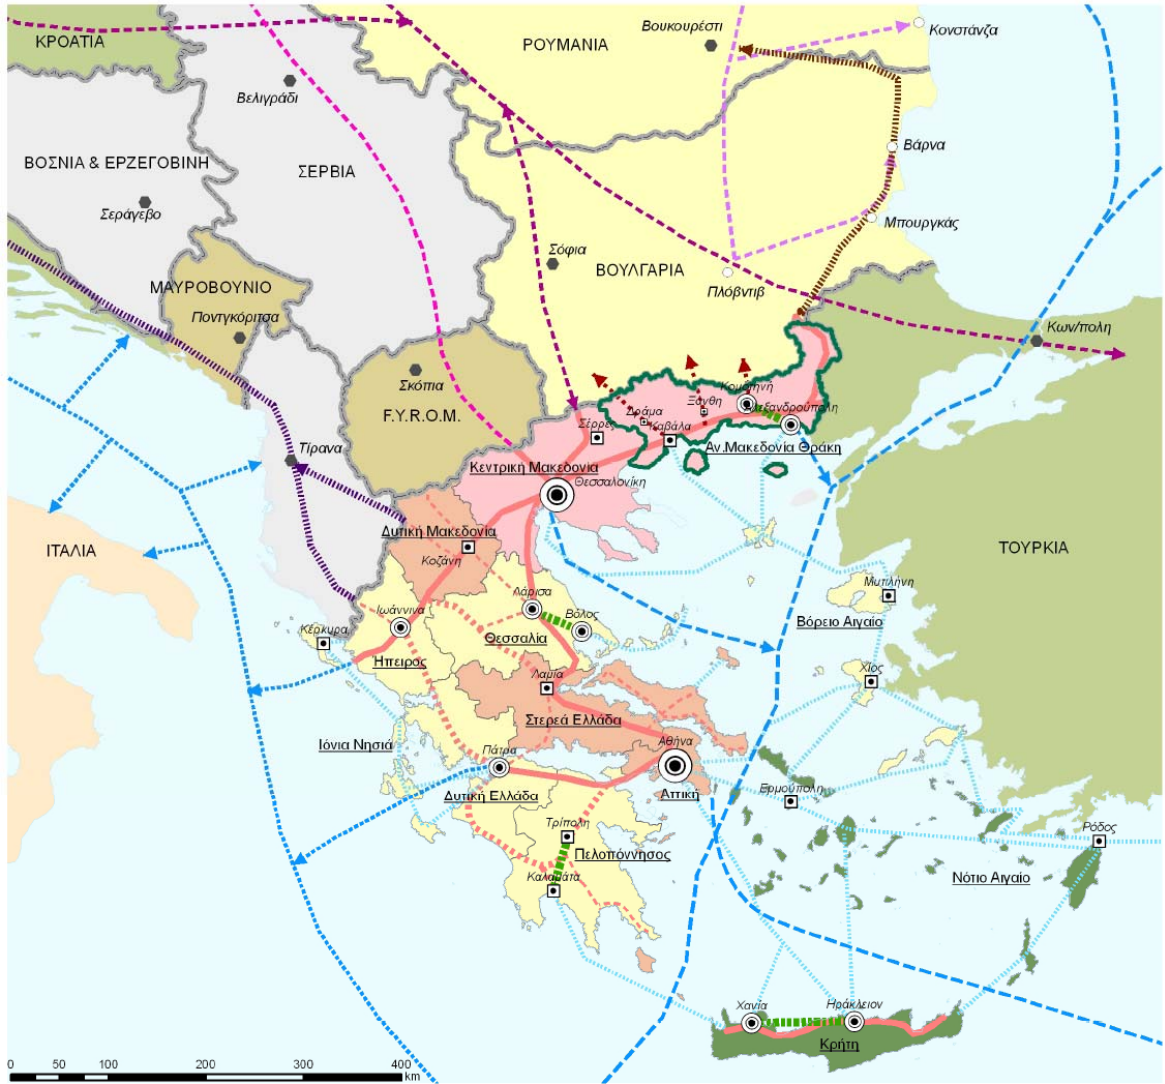 ΚΡΟΑΤΙΑ
ΡΟΥΜΑΝΙΑ
Βουκουρέστι
Κονστάνζα
Βελιγράδι
ΒΟΣΝΙΑ & ΕΡΖΕΓΟΒΙΝΗ
ΣΕΡΒΙΑ
Βάρνα
Σεράγεβο
Μπουργκάς
Σόφια
ΒΟΥΛΓΑΡΙΑ
Πλόβντιβ
ΜΑΥΡΟΒΟΥΝΙΟ
Ποντγκόριτσα
Κων/πολη
Σκόπια
F.Y.R.O.M.
Κομοτηνή
Ξάνθη
Αλεξανδρούπολη
Δράμα
Σέρρες
Καβάλα
Αν.Μακεδονία Θράκη
Τίρανα
Κεντρική Μακεδονία
Θεσσαλονίκη
Δυτική Μακεδονία
ΙΤΑΛΙΑ
Κοζάνη
ΤΟΥΡΚΙΑ
Λάρισα
Μυτιλήνη
Ιωάννινα
Βόλος
Βόρειο Αιγαίο
Κέρκυρα
Θεσσαλία
Ήπειρος
Χίος
Λαμία
Στερεά Ελλάδα
Ιόνια Νησιά
Αθήνα
Πάτρα
Αττική
Ερμούπολη
Δυτική Ελλάδα
Τρίπολη
Ρόδος
Πελοπόννησος
Καλαμάτα
Νότιο Αιγαίο
Χανιά
Ηράκλειον
Κρήτη
0 50 100 200 300 400
km